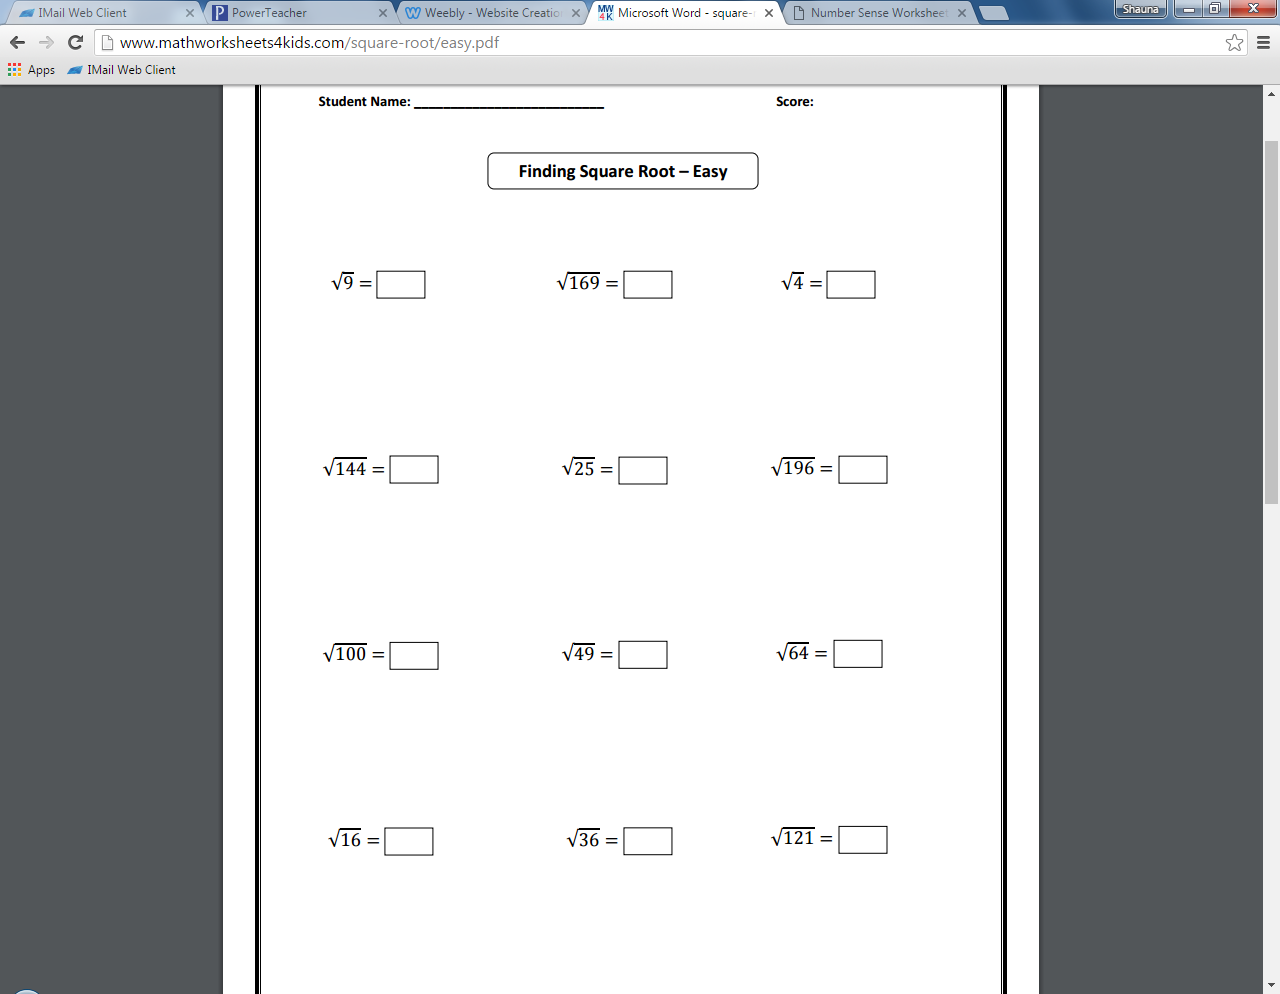 IMail Web Client PowerTeacher Weebly - Website Creatio Microsoft Word - square- Number Sense Worksheet Shauna
www.mathworksheets4kids.com/square-root/easy.pdf
Apps IMail Web Client
Student Name: __________________________ Score:
Finding Square Root – Easy
√9 = √169 = √4 =
√144 = √25 = √196 =
√100 = √49 = √64 =
√16 = √36 = √121 =